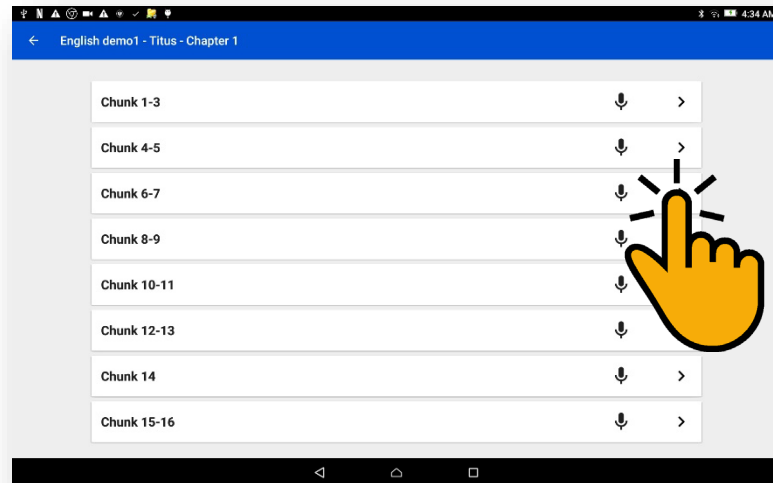 4:34 AM
English demo1 - Titus - Chapter 1
Chunk 1-3
Chunk 4-5
Chunk 6-7
Chunk 8-9
Chunk 10-11
Chunk 12-13
Chunk 14
Chunk 15-16